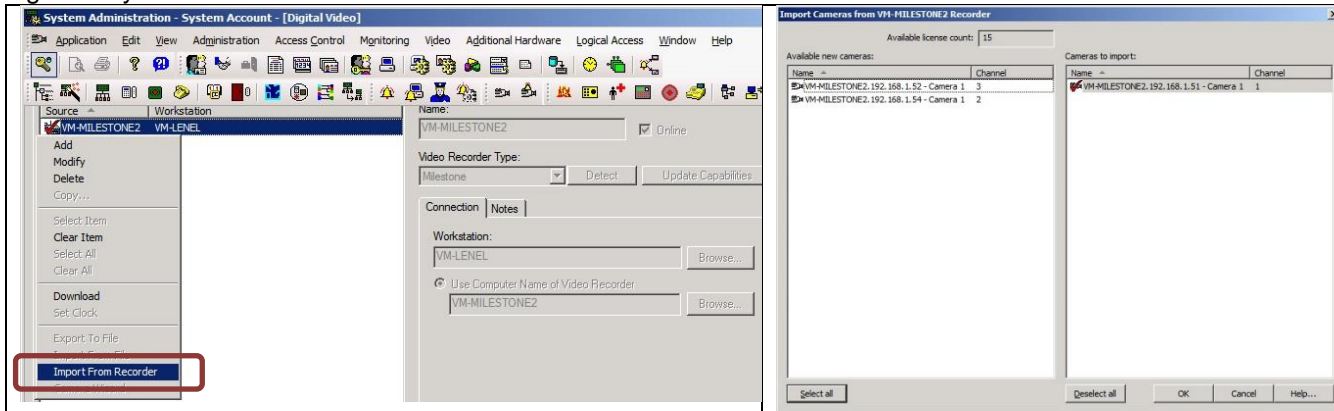 System Administration - System Account - [Digital Video]
Application Edit View Administration Access Control Monitoring Video Additional Hardware Logical Access Window Help
Source Workstation
VM-MILESTONE2 VM-LENEL
Add
Modify
Delete
Copy...
Select Item
Clear Item
Select All
Clear All
Download
Set Clock
Export To File
Import From File
Import From Recorder
Name:
VM-MILESTONE2 Online
Video Recorder Type:
Milestone Detect Update Capabilities
Connection Notes
Workstation:
VM-LENEL Browse...
Use Computer Name of Video Recorder
VM-MILESTONE2 Browse...
Import Cameras from VM-MILESTONE2 Recorder
Available license count: 15
Available new cameras:
Name Channel
VM-MILESTONE2.192.168.1.52 - Camera 1 3
VM-MILESTONE2.192.168.1.54 - Camera 1 2
Cameras to import:
Name Channel
VM-MILESTONE2.192.168.1.51 - Camera 1 1
Select all Deselect all OK Cancel Help...